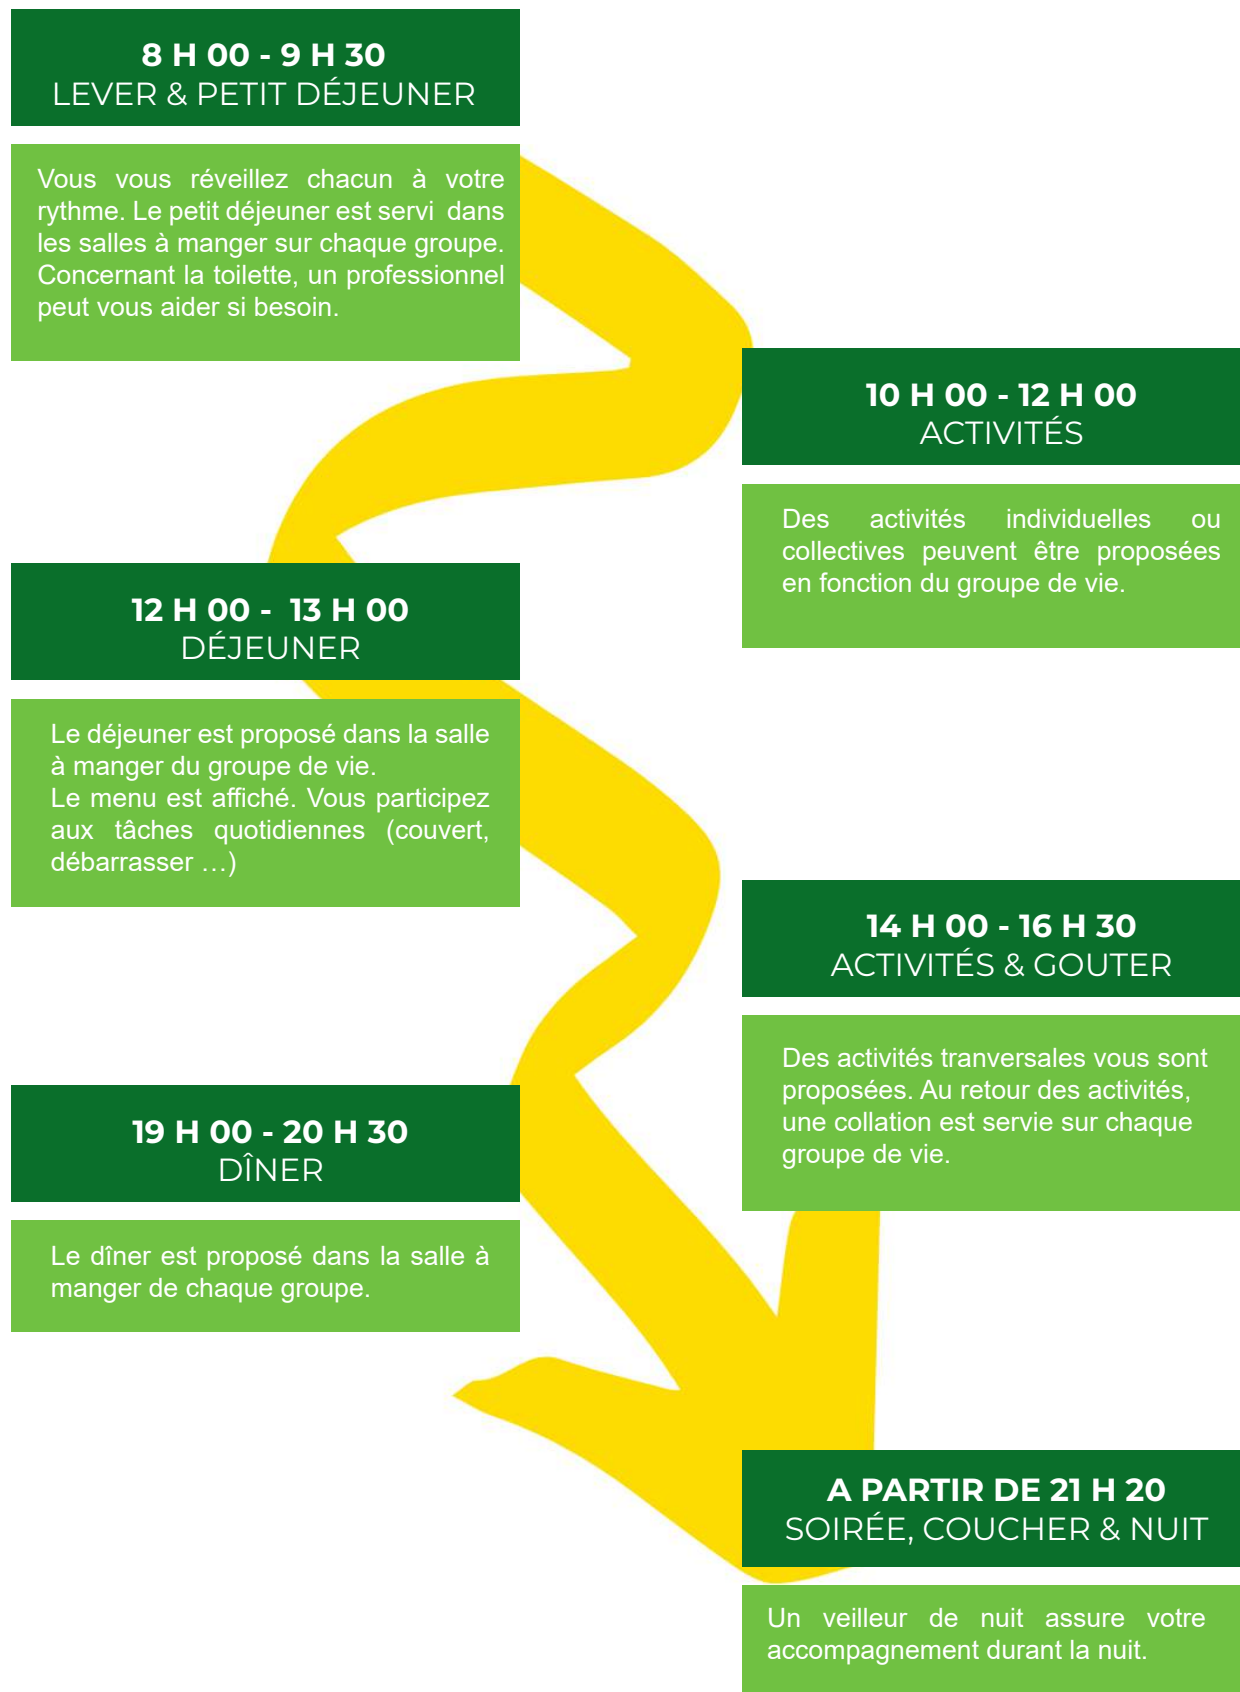 8 H 00 - 9 H 30
LEVER & PETIT DÉJEUNER
Vous vous réveillez chacun à votre
rythme. Le petit déjeuner est servi dans
les salles à manger sur chaque groupe.
Concernant la toilette, un professionnel
peut vous aider si besoin.
10 H 00 - 12 H 00
ACTIVITÉS
Des activités individuelles ou
collectives peuvent être proposées
en fonction du groupe de vie.
12 H 00 - 13 H 00
DÉJEUNER
Le déjeuner est proposé dans la salle
à manger du groupe de vie.
Le menu est affiché. Vous participez
aux tâches quotidiennes (couvert,
débarrasser …)
14 H 00 - 16 H 30
ACTIVITÉS & GOUTER
Des activités tranversales vous sont
proposées. Au retour des activités,
une collation est servie sur chaque
groupe de vie.
19 H 00 - 20 H 30
DÎNER
Le dîner est proposé dans la salle à
manger de chaque groupe.
A PARTIR DE 21 H 20
SOIRÉE, COUCHER & NUIT
Un veilleur de nuit assure votre
accompagnement durant la nuit.